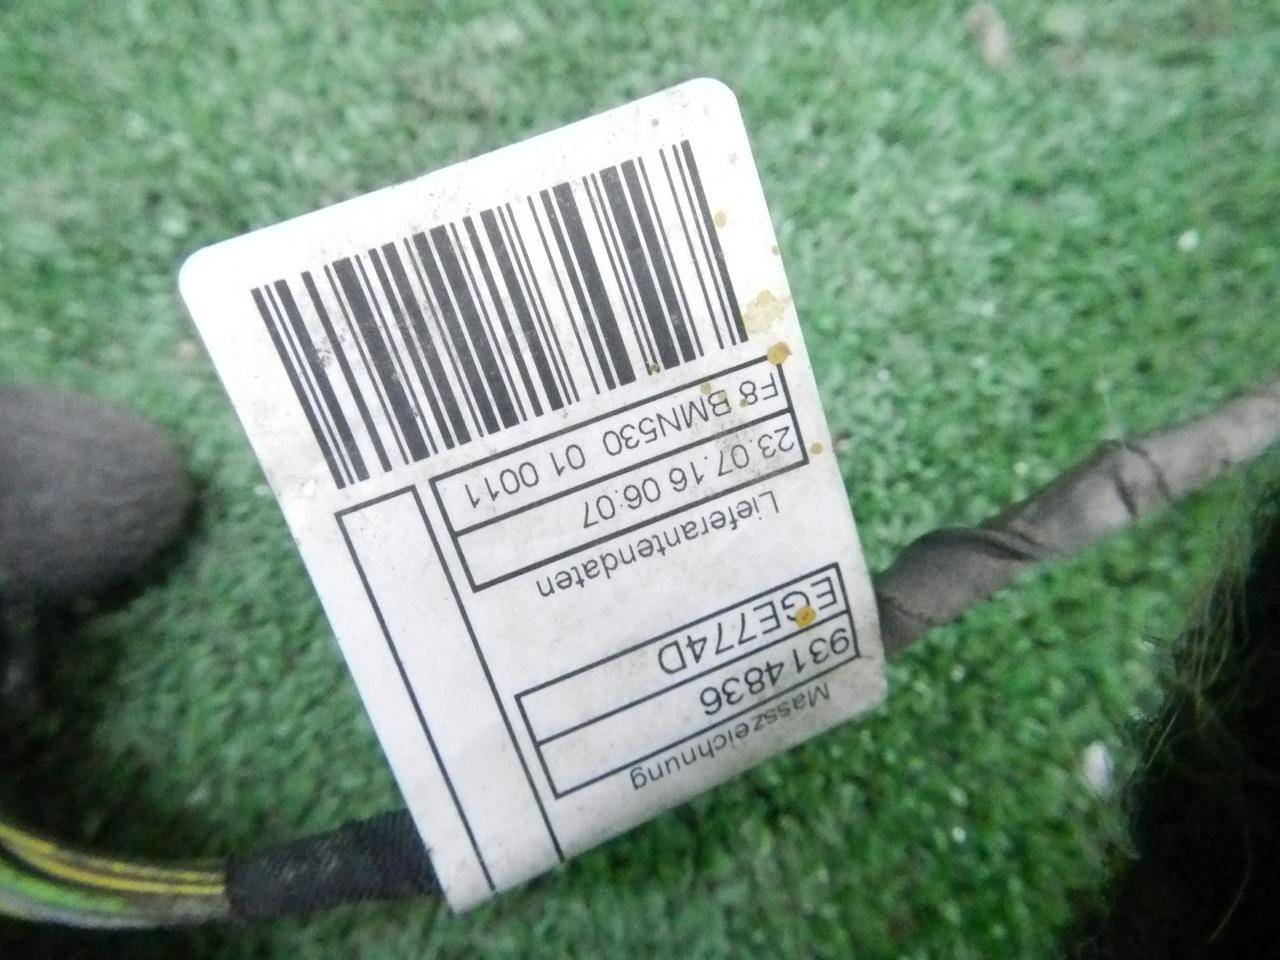 Masszeichnung
9314836
EGE774D
Lieferantendaten
23.07.16 06:07
F8 BMN530 01 0011